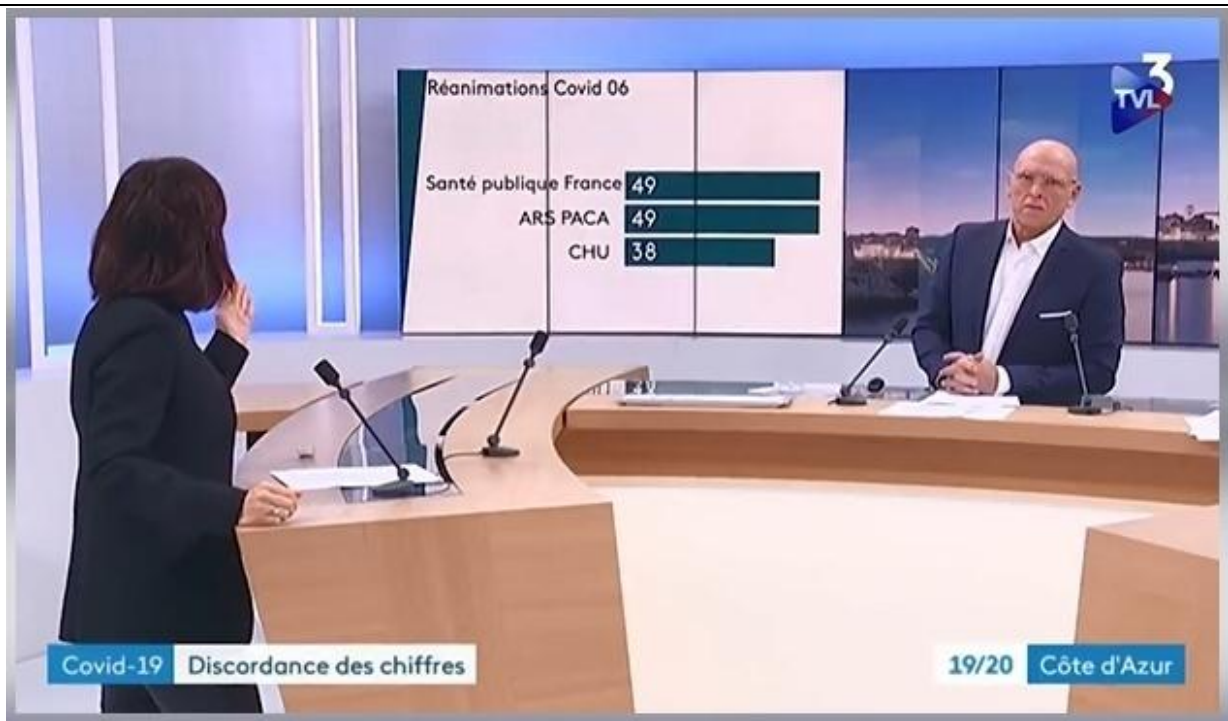 3
TVL
Réanimations Covid 06
Santé publique France 49
ARS PACA 49
CHU 38
Covid-19 Discordance des chiffres
19/20 Côte d'Azur